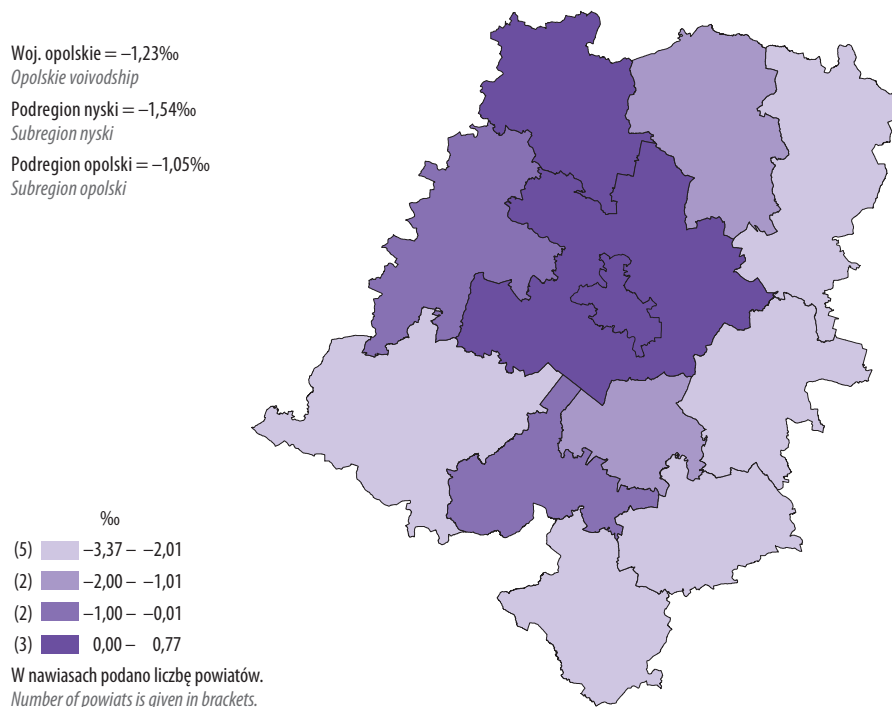 Woj. opolskie = –1,23‰
Opolskie voivodship
Podregion nyski = –1,54‰
Subregion nyski
Podregion opolski = –1,05‰
Subregion opolski
‰
(5) –3,37 – –2,01
(2) –2,00 – –1,01
(2) –1,00 – –0,01
(3) 0,00 – 0,77
W nawiasach podano liczbę powiatów.
Number of powiats is given in brackets.